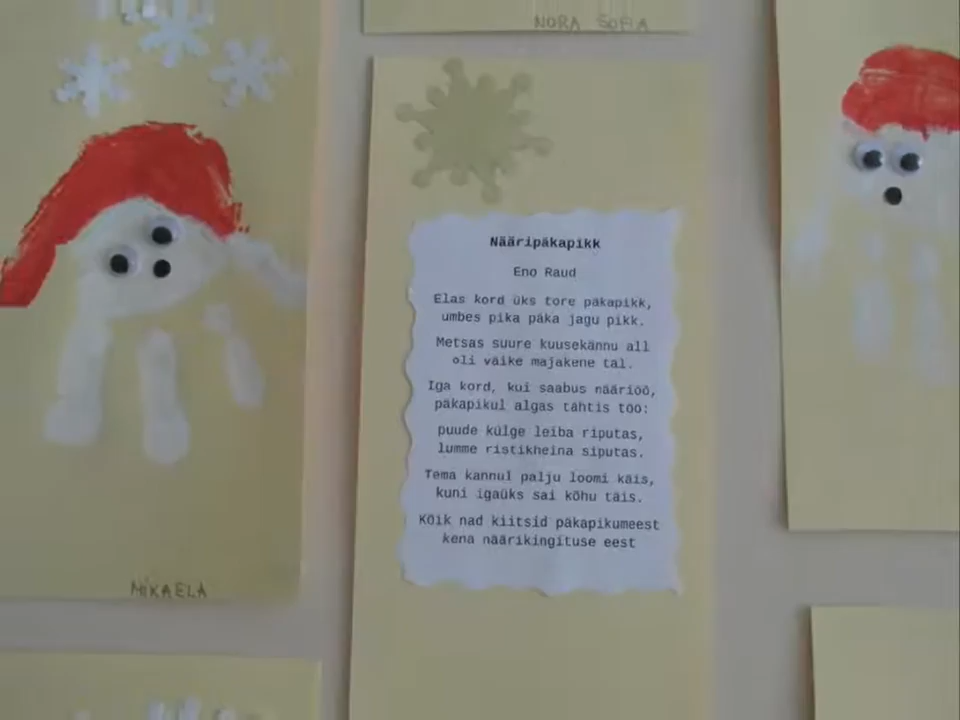 NORA SOFIA
Nääripäkapikk
Eno Raud
Elas kord üks tore päkapikk,
umbes pika päka jagu pikk.
Metsas suure kuusekännu all
oli väike majakene tal.
Iga kord, kui saabus nääriöö,
päkapikul algas tähtis töö:
puude külge leiba riputas,
lumme ristikheina siputas.
Tema kannul palju loomi käis,
kuni igaüks sai kõhu täis.
Kõik nad kiitsid päkapikumeest
kena näärikingituse eest
MIKAELA